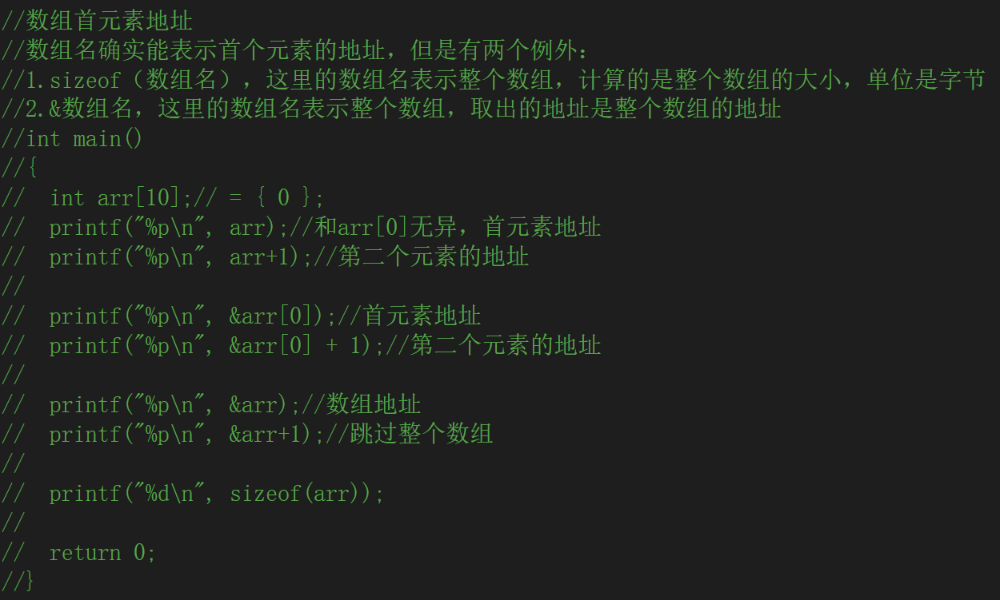 //数组首元素地址
//数组名确实能表示首个元素的地址，但是有两个例外：
//1.sizeof（数组名），这里的数组名表示整个数组，计算的是整个数组的大小，单位是字节
//2.&数组名，这里的数组名表示整个数组，取出的地址是整个数组的地址
//int main()
//{
//  int arr[10];// = { 0 };
//  printf("%p\n", arr);//和arr[0]无异，首元素地址
//  printf("%p\n", arr+1);//第二个元素的地址
//
//  printf("%p\n", &arr[0]);//首元素地址
//  printf("%p\n", &arr[0] + 1);//第二个元素的地址
//
//  printf("%p\n", &arr);//数组地址
//  printf("%p\n", &arr+1);//跳过整个数组
//
//  printf("%d\n", sizeof(arr));
//
//  return 0;
//}